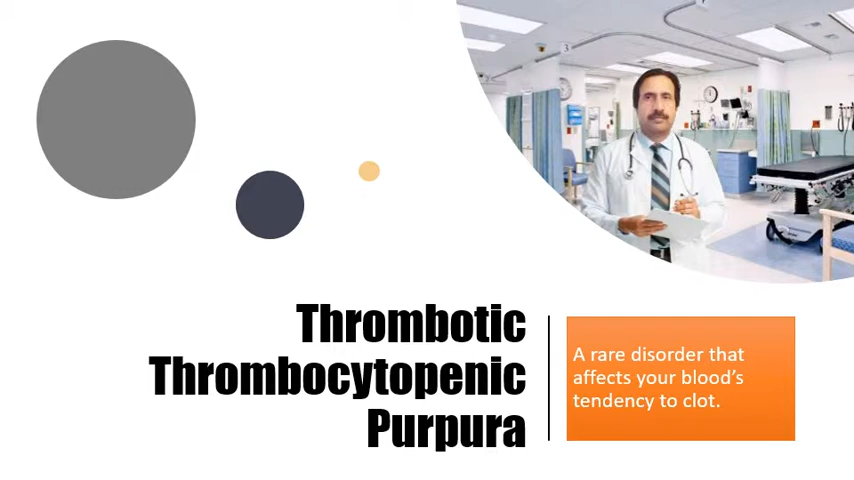 Thrombotic
Thrombocytopenic
Purpura
A rare disorder that
affects your blood’s
tendency to clot.